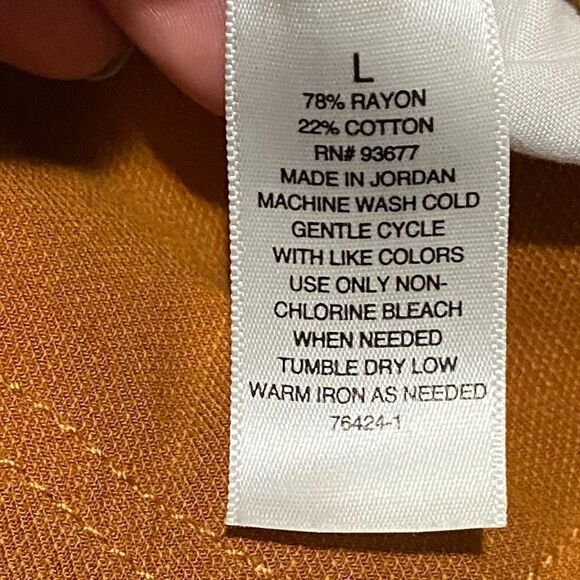 L
78% RAYON
22% COTTON
RN# 93677
MADE IN JORDAN
MACHINE WASH COLD
GENTLE CYCLE
WITH LIKE COLORS
USE ONLY NON-
CHLORINE BLEACH
WHEN NEEDED
TUMBLE DRY LOW
WARM IRON AS NEEDED
76424-1